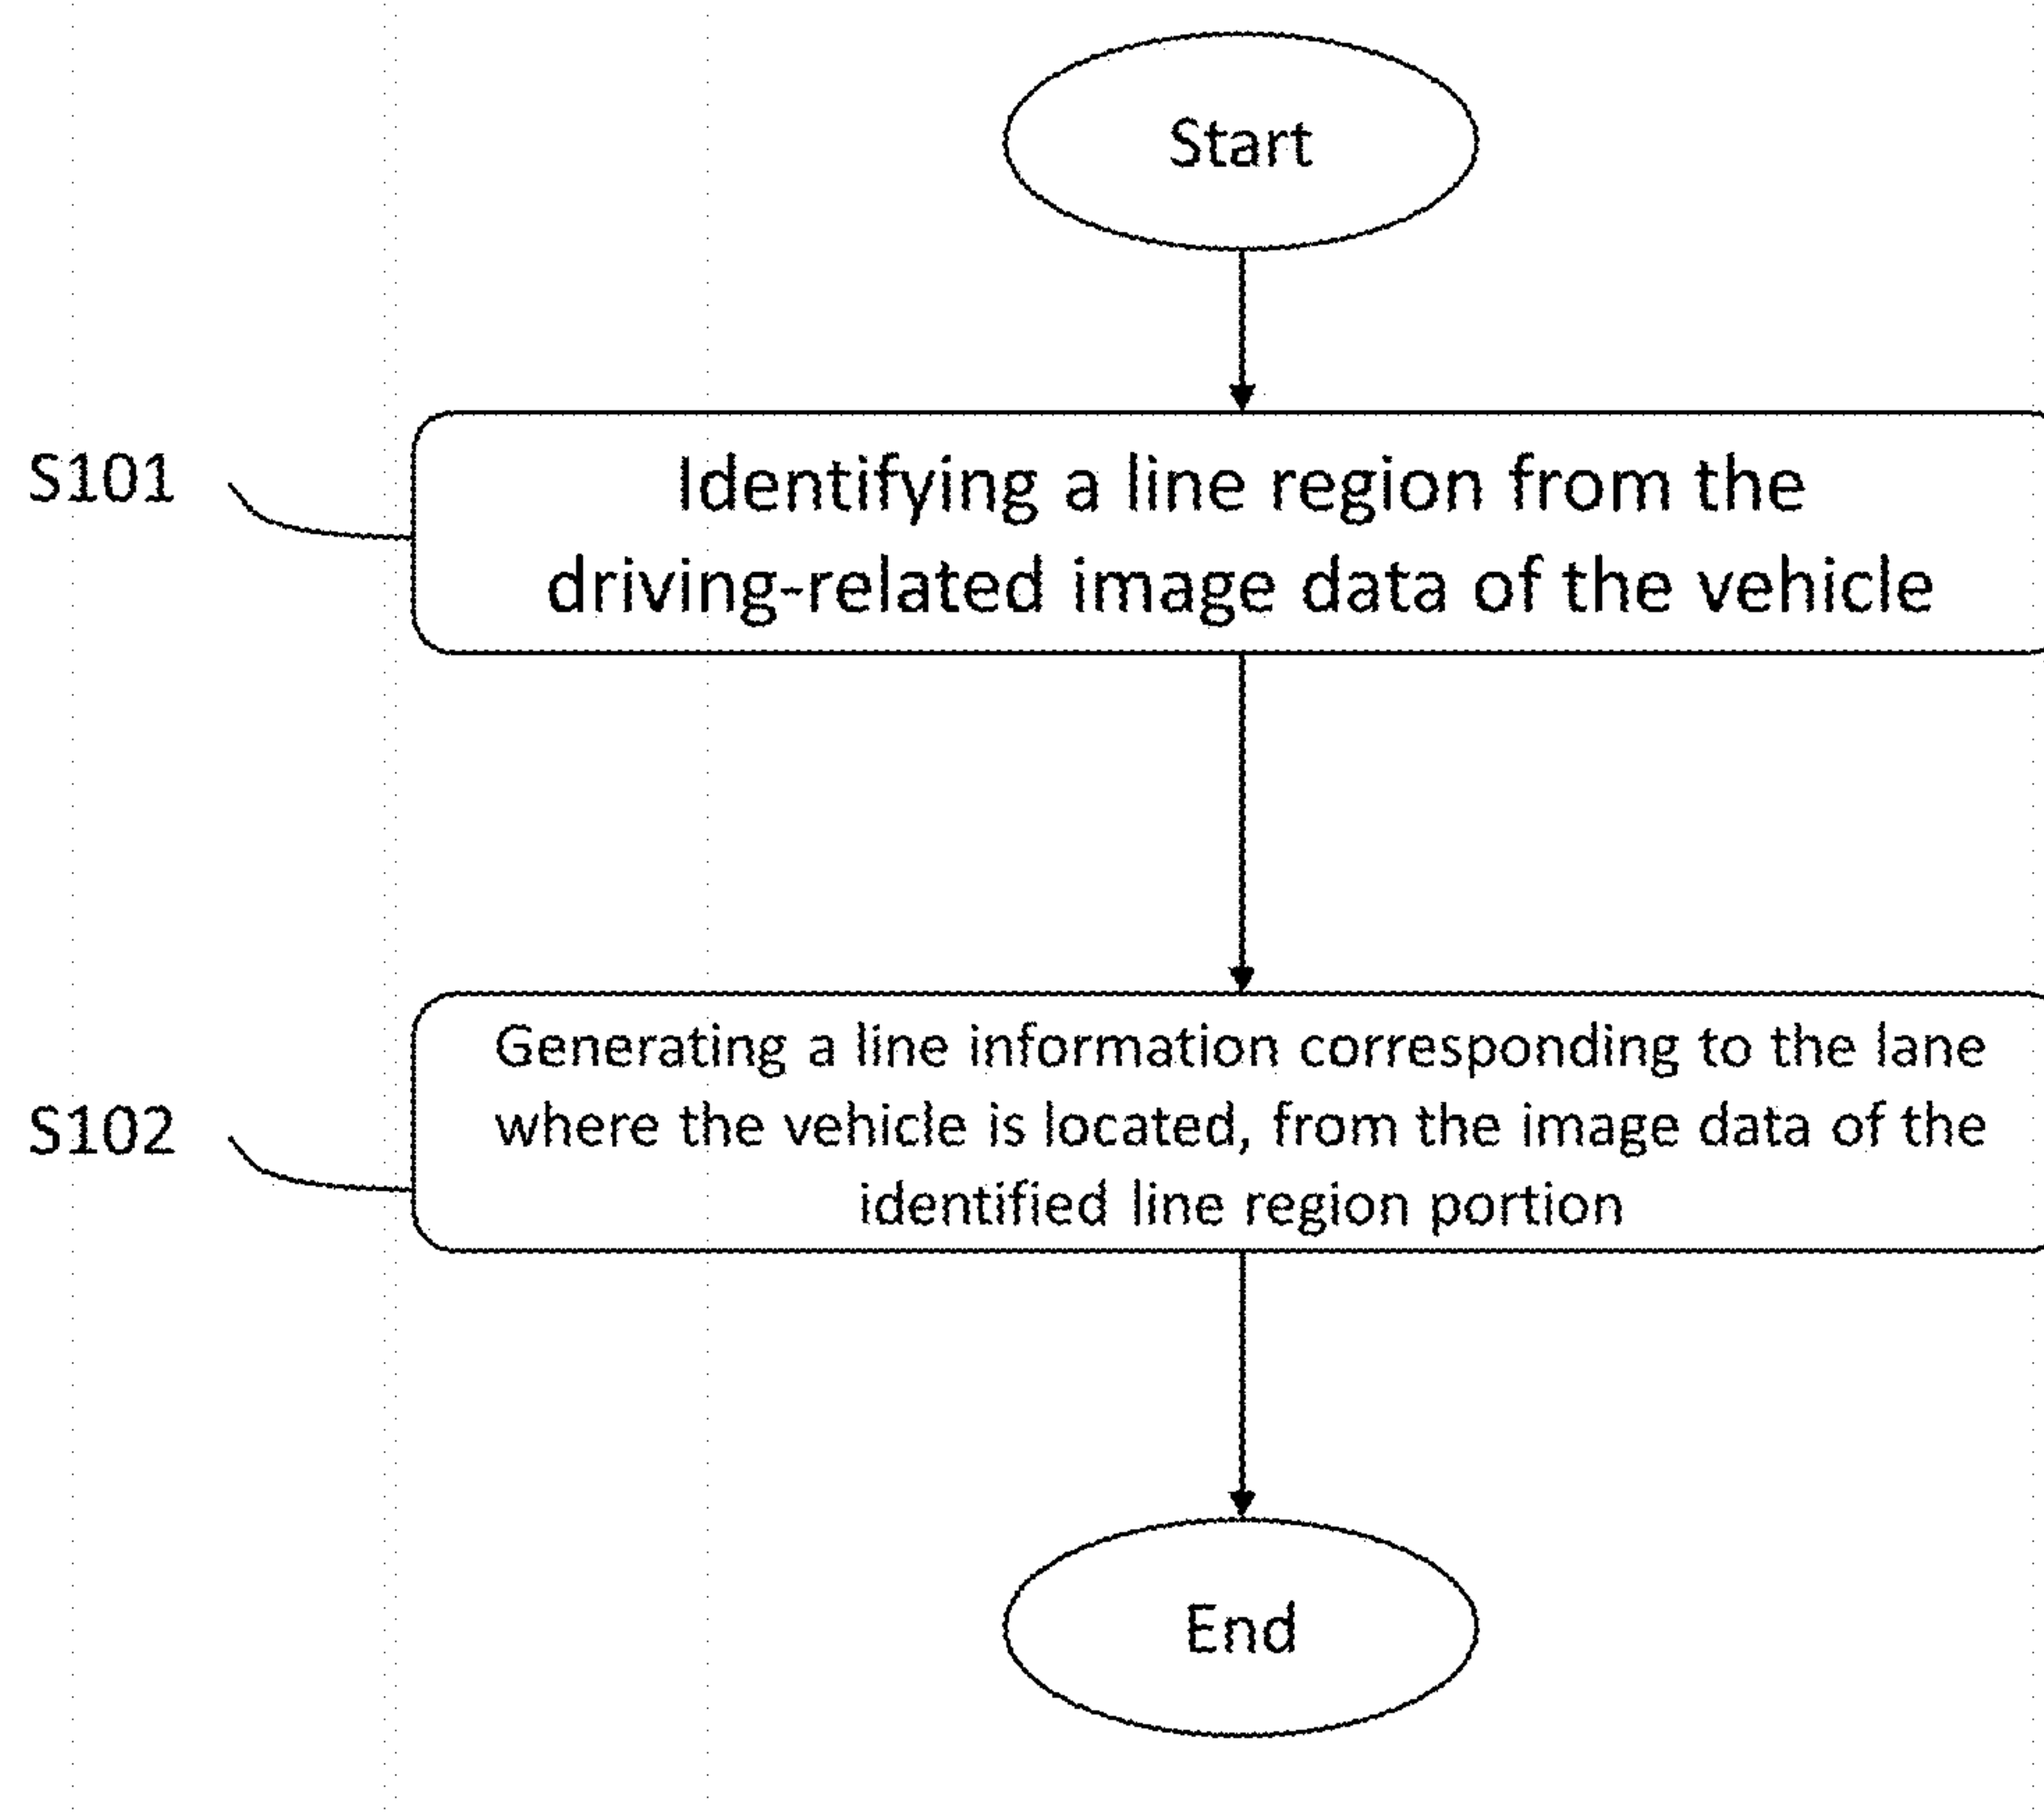 Start
S101
Identifying a line region from the
driving-related image data of the vehicle
S102
Generating a line information corresponding to the lane
where the vehicle is located, from the image data of the
identified line region portion
End